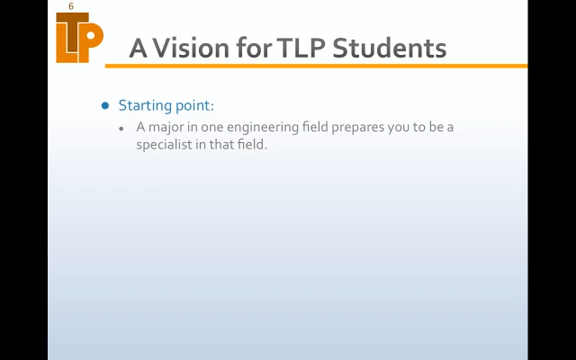 6
TLP
A Vision for TLP Students
Starting point:
A major in one engineering field prepares you to be a
specialist in that field.